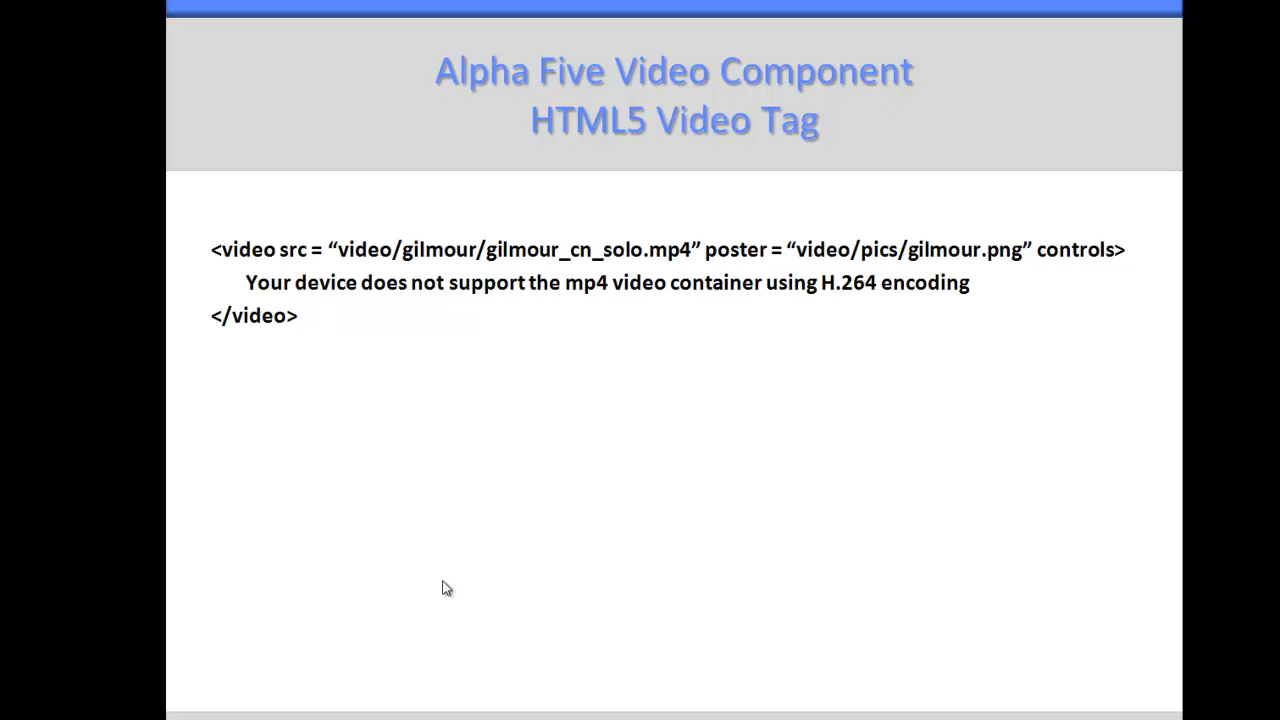 Alpha Five Video Component
HTML5 Video Tag
<video src = “video/gilmour/gilmour_cn_solo.mp4” poster = “video/pics/gilmour.png” controls>
Your device does not support the mp4 video container using H.264 encoding
</video>